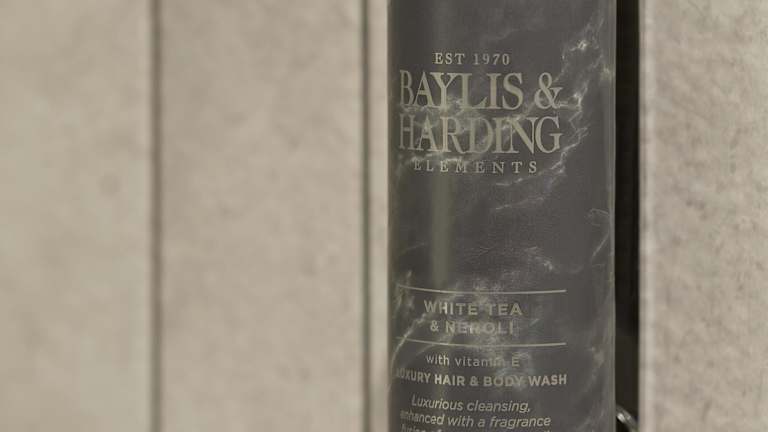 EST 1970
BAYLIS &
HARDING
ELEMENTS
WHITE TEA
& NEROLI
with vitamin E
LUXURY HAIR & BODY WASH
Luxurious cleansing,
enhanced with a fragrance